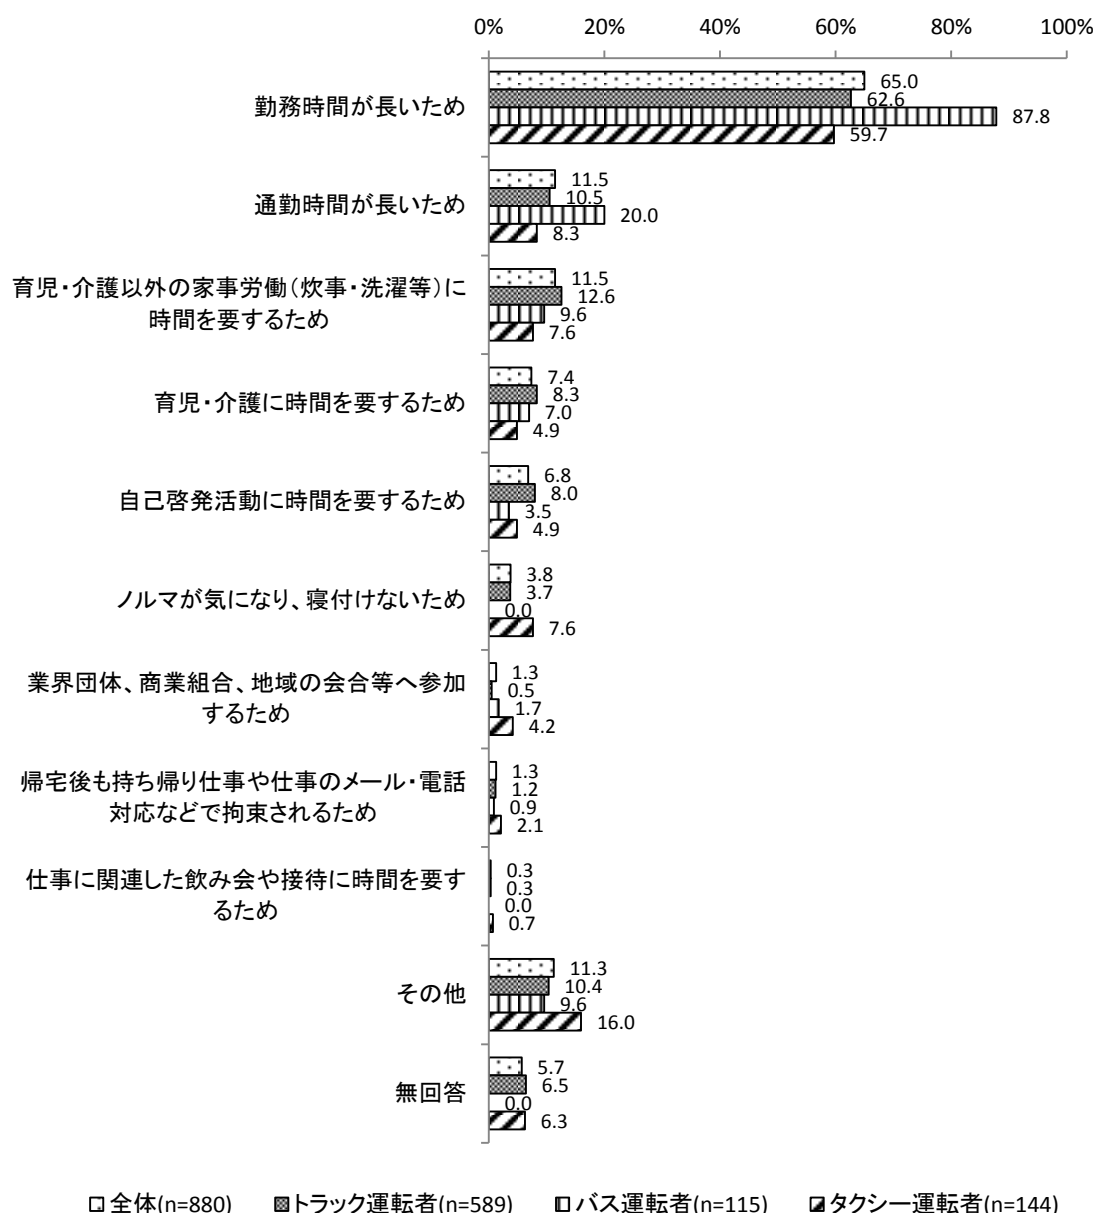 0% 20% 40% 60% 80% 100%
勤務時間が長いため
65.0
62.6
87.8
59.7
通勤時間が長いため
11.5
10.5
20.0
8.3
育児・介護以外の家事労働（炊事・洗濯等）に
時間を要するため
11.5
12.6
9.6
7.6
育児・介護に時間を要するため
7.4
8.3
7.0
4.9
自己啓発活動に時間を要するため
6.8
8.0
3.5
4.9
ノルマが気になり、寝付けないため
3.8
3.7
0.0
7.6
業界団体、商業組合、地域の会合等へ参加
するため
1.3
0.5
1.7
4.2
帰宅後も持ち帰り仕事や仕事のメール・電話
対応などで拘束されるため
1.3
1.2
0.9
2.1
仕事に関連した飲み会や接待に時間を要す
るため
0.3
0.3
0.0
0.7
その他
11.3
10.4
9.6
16.0
無回答
5.7
6.5
0.0
6.3
全体(n=880) トラック運転者(n=589) バス運転者(n=115) タクシー運転者(n=144)